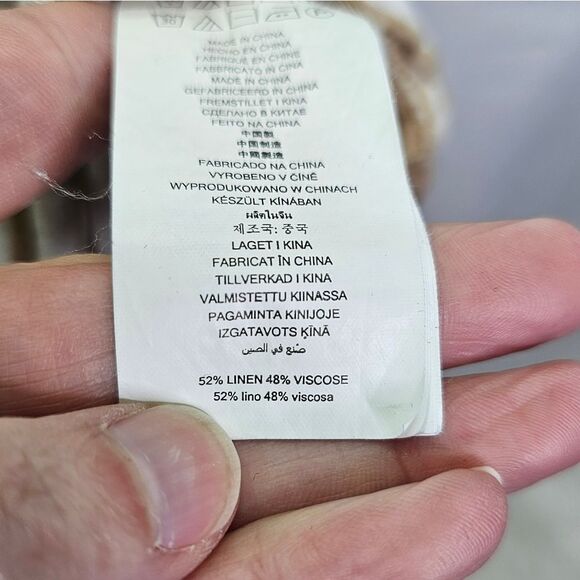 MADE IN CHINA
HECHO EN CHINA
FABRIQUÉ EN CHINE
FABBRICATO IN CINA
MADE IN CHINA
GEFABRICEERD IN CHINA
FREMSTILLET I KINA
СДЕЛАНО В КИТАЕ
FEITO NA CHINA
中国製
中国制造
中國製造
FABRICADO NA CHINA
VYROBENO V ČÍNĚ
WYPRODUKOWANO W CHINACH
KÉSZÜLT KÍNÁBAN
ผลิตในจีน
제조국: 중국
LAGET I KINA
FABRICAT ÎN CHINA
TILLVERKAD I KINA
VALMISTETTU KIINASSA
PAGAMINTA KINIJOJE
IZGATAVOTS ĶĪNĀ
صنع في الصين
52% LINEN 48% VISCOSE
52% lino 48% viscosa